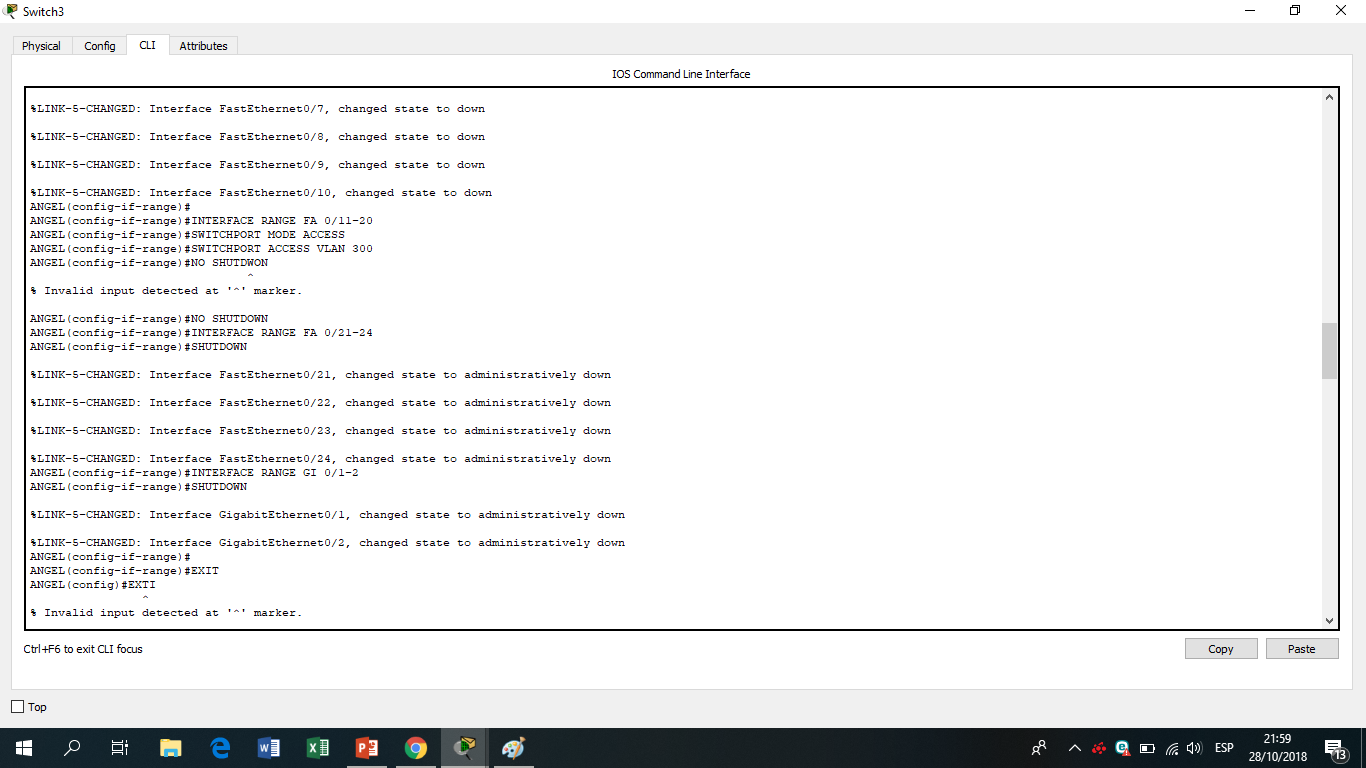 Switch3
Physical Config CLI Attributes
IOS Command Line Interface
%LINK-5-CHANGED: Interface FastEthernet0/7, changed state to down
%LINK-5-CHANGED: Interface FastEthernet0/8, changed state to down
%LINK-5-CHANGED: Interface FastEthernet0/9, changed state to down
%LINK-5-CHANGED: Interface FastEthernet0/10, changed state to down
ANGEL(config-if-range)#
ANGEL(config-if-range)#INTERFACE RANGE FA 0/11-20
ANGEL(config-if-range)#SWITCHPORT MODE ACCESS
ANGEL(config-if-range)#SWITCHPORT ACCESS VLAN 300
ANGEL(config-if-range)#NO SHUTDWON
^
% Invalid input detected at '^' marker.
ANGEL(config-if-range)#NO SHUTDOWN
ANGEL(config-if-range)#INTERFACE RANGE FA 0/21-24
ANGEL(config-if-range)#SHUTDOWN
%LINK-5-CHANGED: Interface FastEthernet0/21, changed state to administratively down
%LINK-5-CHANGED: Interface FastEthernet0/22, changed state to administratively down
%LINK-5-CHANGED: Interface FastEthernet0/23, changed state to administratively down
%LINK-5-CHANGED: Interface FastEthernet0/24, changed state to administratively down
ANGEL(config-if-range)#INTERFACE RANGE GI 0/1-2
ANGEL(config-if-range)#SHUTDOWN
%LINK-5-CHANGED: Interface GigabitEthernet0/1, changed state to administratively down
%LINK-5-CHANGED: Interface GigabitEthernet0/2, changed state to administratively down
ANGEL(config-if-range)#
ANGEL(config-if-range)#EXIT
ANGEL(config)#EXTI
^
% Invalid input detected at '^' marker.
Ctrl+F6 to exit CLI focus
Copy Paste
Top
ESP
21:59
28/10/2018
13